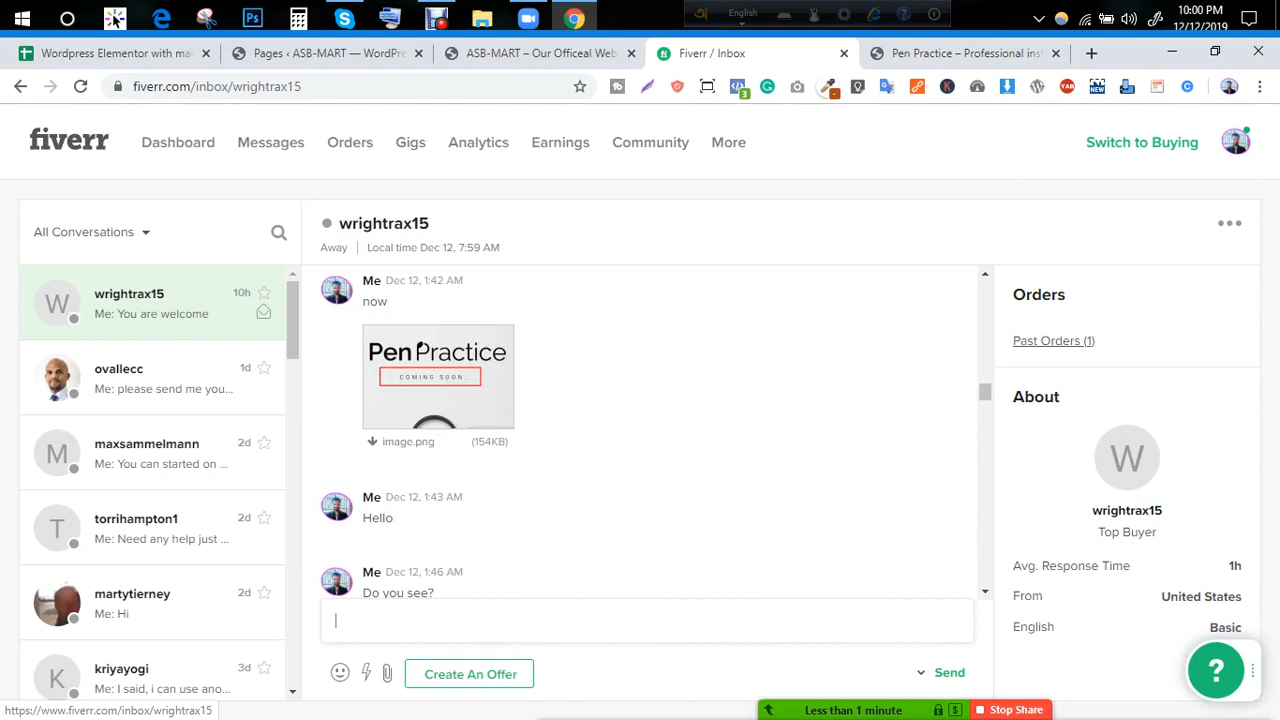 English
10:00 PM
12/12/2019
Wordpress Elementor with ma
Pages ‹ ASB-MART — WordPre
ASB-MART – Our Officeal Web
Fiverr / Inbox
Pen Practice – Professional ins
fiverr.com/inbox/wrightrax15
fiverr
Dashboard
Messages
Orders
Gigs
Analytics
Earnings
Community
More
Switch to Buying
All Conversations
W
wrightrax15
10h
Me: You are welcome
ovallecc
1d
Me: please send me you...
M
maxsammelmann
2d
Me: You can started on ...
T
torrihampton1
2d
Me: Need any help just ...
martytierney
2d
Me: Hi
K
kriyayogi
3d
Me: I said, i can use ano...
https://www.fiverr.com/inbox/wrightrax15
wrightrax15
Away
Local time Dec 12, 7:59 AM
Me Dec 12, 1:42 AM
now
Pen Practice
COMING SOON
image.png
(154KB)
Me Dec 12, 1:43 AM
Hello
Me Dec 12, 1:46 AM
Do you see?
Create An Offer
Send
Orders
Past Orders (1)
About
W
wrightrax15
Top Buyer
Avg. Response Time
1h
From
United States
English
Basic
?
Less than 1 minute
Stop Share